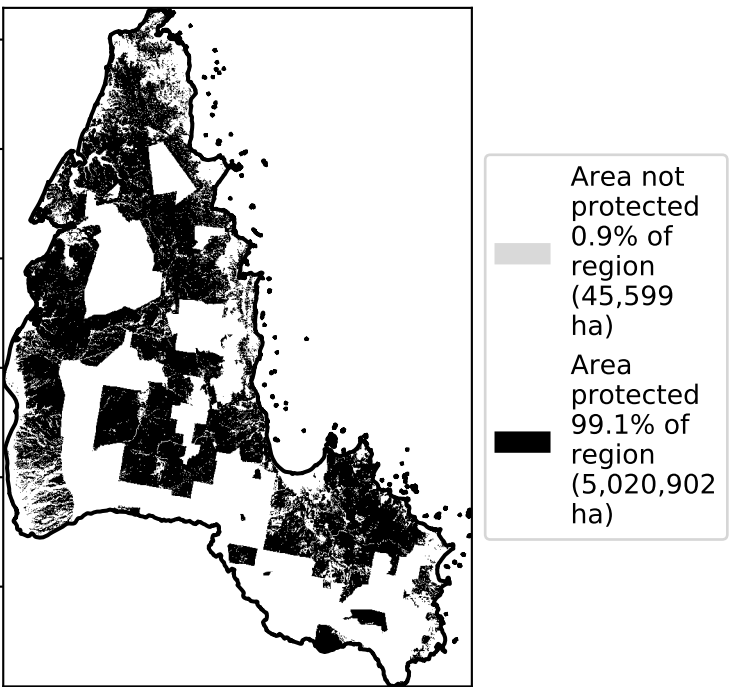 Area not
protected
0.9% of
region
(45,599
ha)
Area
protected
99.1% of
region
(5,020,902
ha)